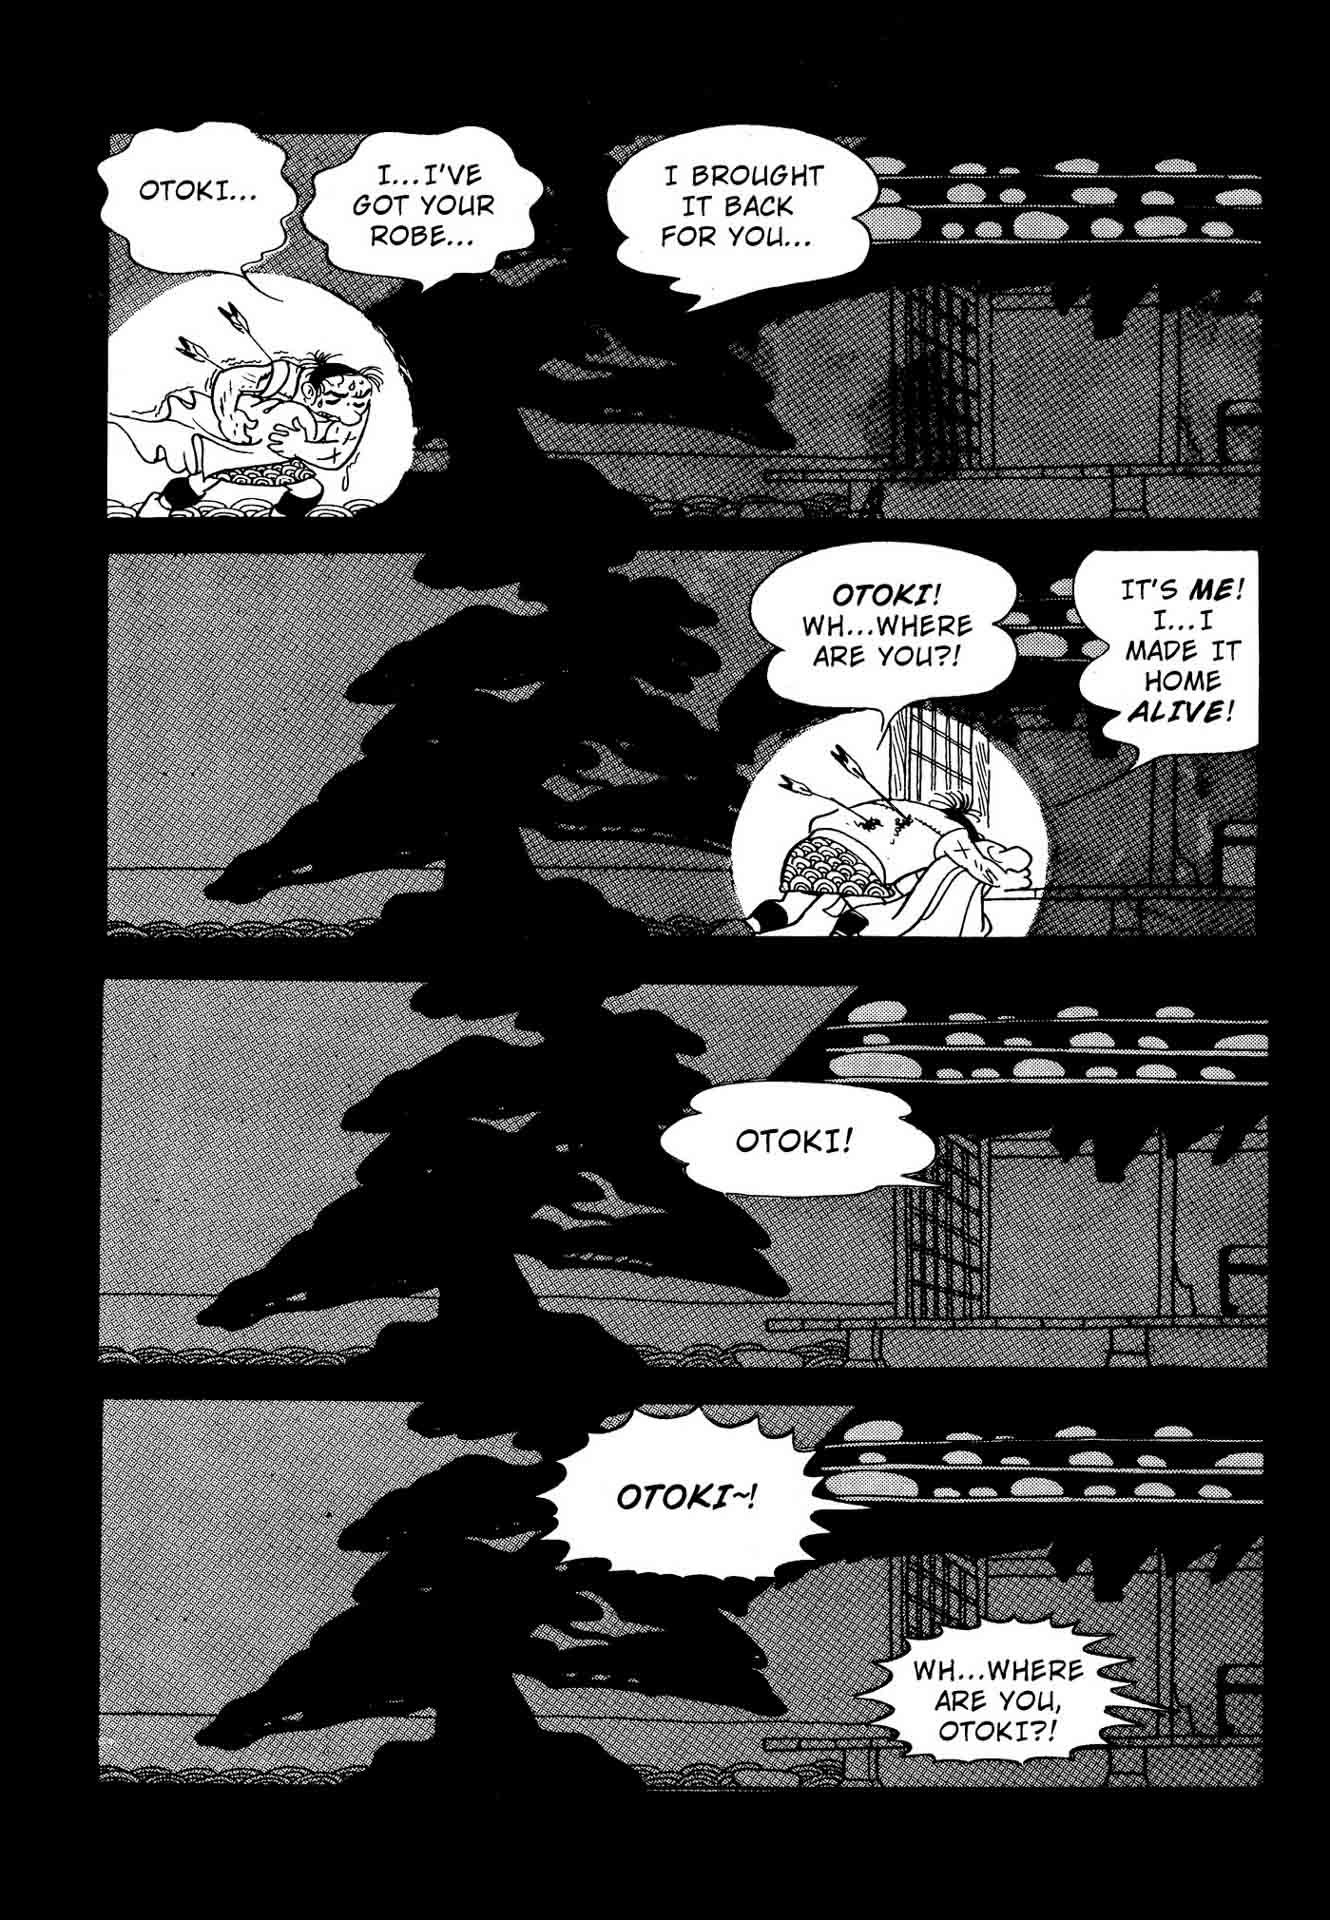 OTOKI...
I...I'VE
GOT YOUR
ROBE...
I BROUGHT
IT BACK
FOR YOU...
OTOKI!
WH...WHERE
ARE YOU?!
IT'S ME!
I...I
MADE IT
HOME
ALIVE!
OTOKI!
OTOKI~!
WH...WHERE
ARE YOU,
OTOKI?!